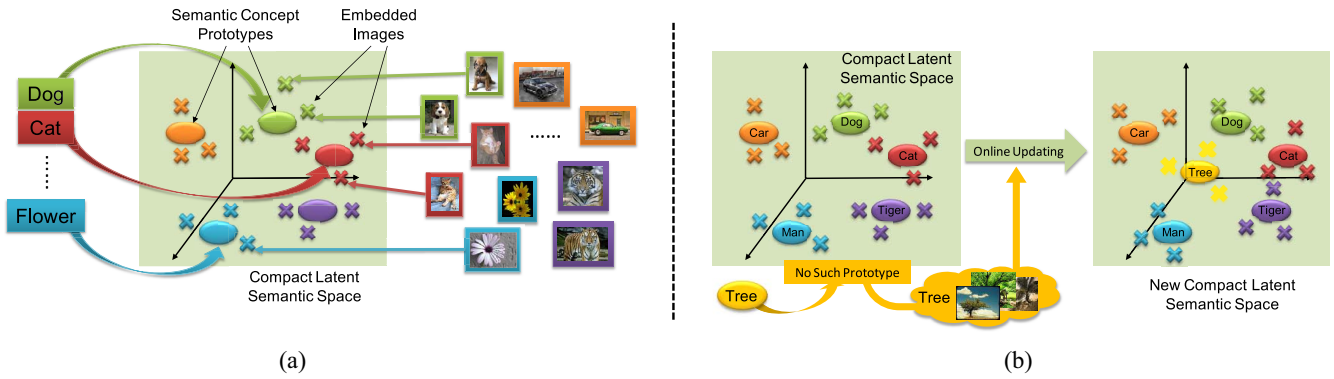 Semantic Concept
Prototypes
Embedded
Images
Dog
Cat
Flower
......
Compact Latent
Semantic Space
(a)
Compact Latent
Semantic Space
Car
Dog
Cat
Tiger
Man
Tree
No Such Prototype
Tree
Online Updating
Car
Dog
Cat
Tree
Tiger
Man
New Compact Latent
Semantic Space
(b)